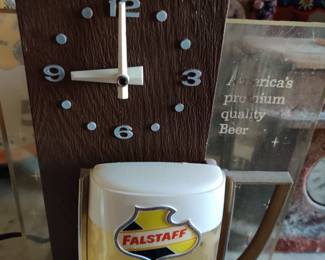 12
9
3
6
America's
premium
quality
Beer
FALSTAFF